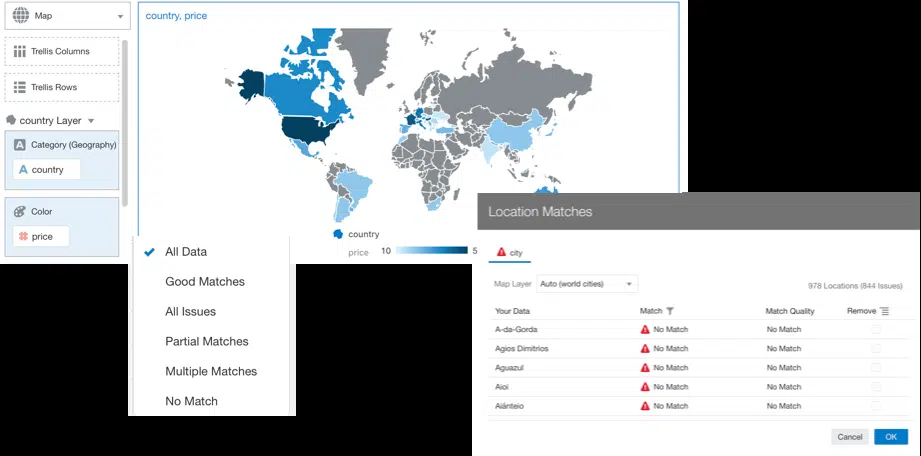 Map
Trellis Columns
Trellis Rows
country Layer
A Category (Geography)
A country
Color
price
country, price
country
price 10 5
All Data
Good Matches
All Issues
Partial Matches
Multiple Matches
No Match
Location Matches
city
Map Layer Auto (world cities) 978 Locations (844 Issues)
Your Data Match Match Quality Remove
A-da-Gorda No Match No Match
Agios Dimitrios No Match No Match
Aguazul No Match No Match
Aioi No Match No Match
Aiánteio No Match No Match
Cancel OK